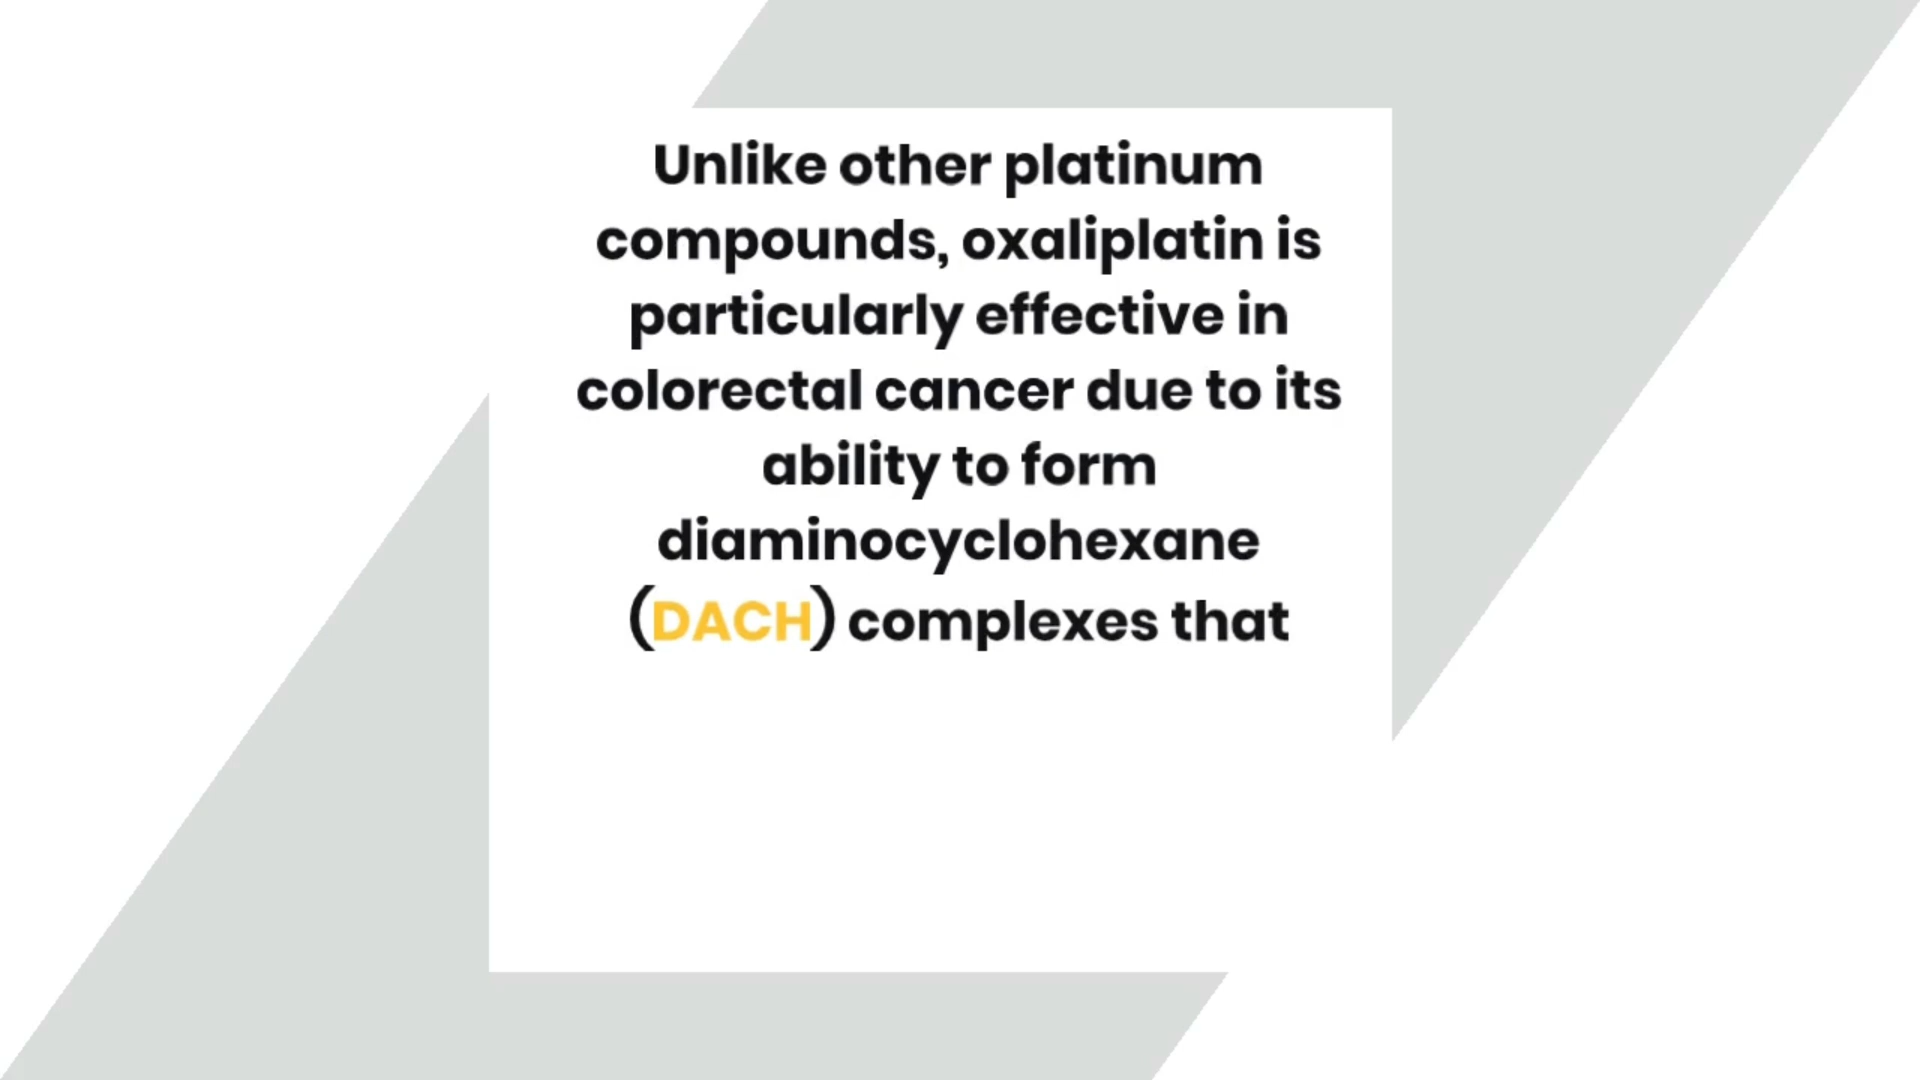 Unlike other platinum
compounds, oxaliplatin is
particularly effective in
colorectal cancer due to its
ability to form
diaminocyclohexane
(DACH) complexes that